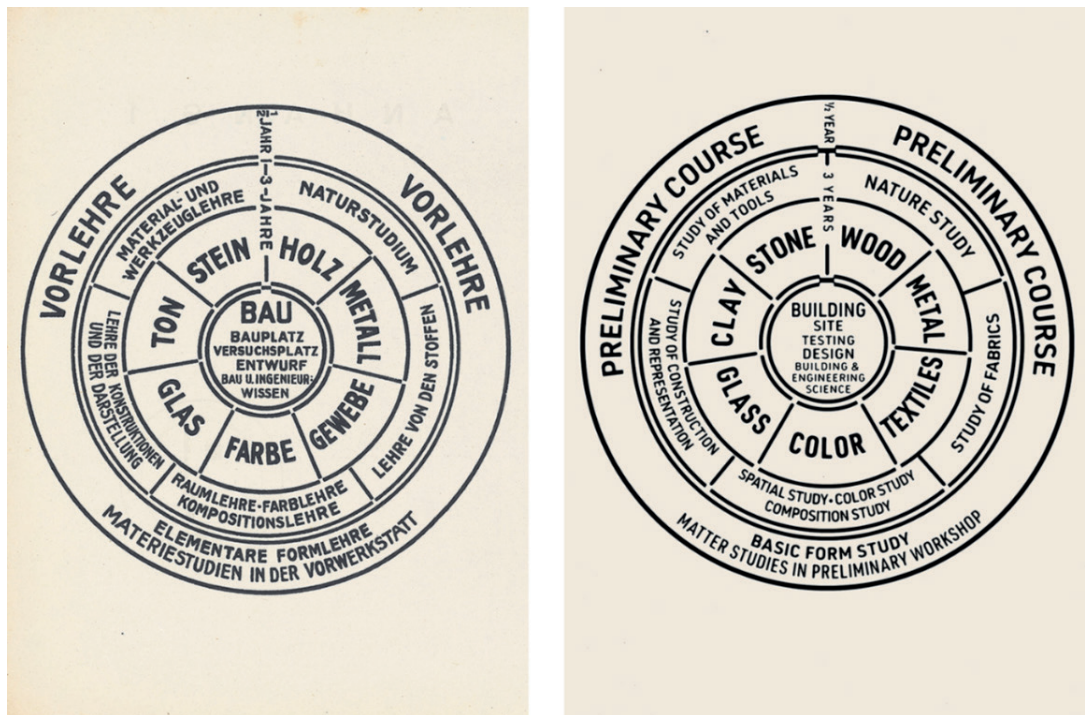 A N H A N G I
VORLEHRE
VORLEHRE
½ JAHR
1–3–JAHRE
MATERIAL- UND
WERKZEUGLEHRE
NATURSTUDIUM
LEHRE VON DEN STOFFEN
RAUMLEHRE·FARBLEHRE
KOMPOSITIONSLEHRE
LEHRE DER KONSTRUKTIONEN
UND DER DARSTELLUNG
STEIN
HOLZ
METALL
GEWEBE
FARBE
GLAS
TON
BAU
BAUPLATZ
VERSUCHSPLATZ
ENTWURF
BAU U. INGENIEUR-
WISSEN
ELEMENTARE FORMLEHRE
MATERIESTUDIEN IN DER VORWERKSTATT
PRELIMINARY COURSE
PRELIMINARY COURSE
½ YEAR
3 YEARS
STUDY OF MATERIALS
AND TOOLS
NATURE STUDY
STUDY OF FABRICS
SPATIAL STUDY·COLOR STUDY
COMPOSITION STUDY
STUDY OF CONSTRUCTION
AND REPRESENTATION
STONE
WOOD
METAL
TEXTILES
COLOR
GLASS
CLAY
BUILDING
SITE
TESTING
DESIGN
BUILDING &
ENGINEERING
SCIENCE
BASIC FORM STUDY
MATTER STUDIES IN PRELIMINARY WORKSHOP